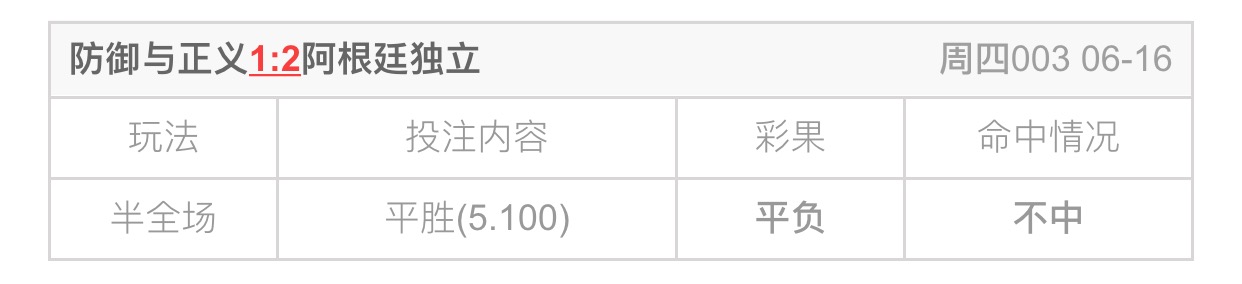 防御与正义1:2阿根廷独立 周四003 06-16
玩法 投注内容 彩果 命中情况
半全场 平胜(5.100) 平负 不中